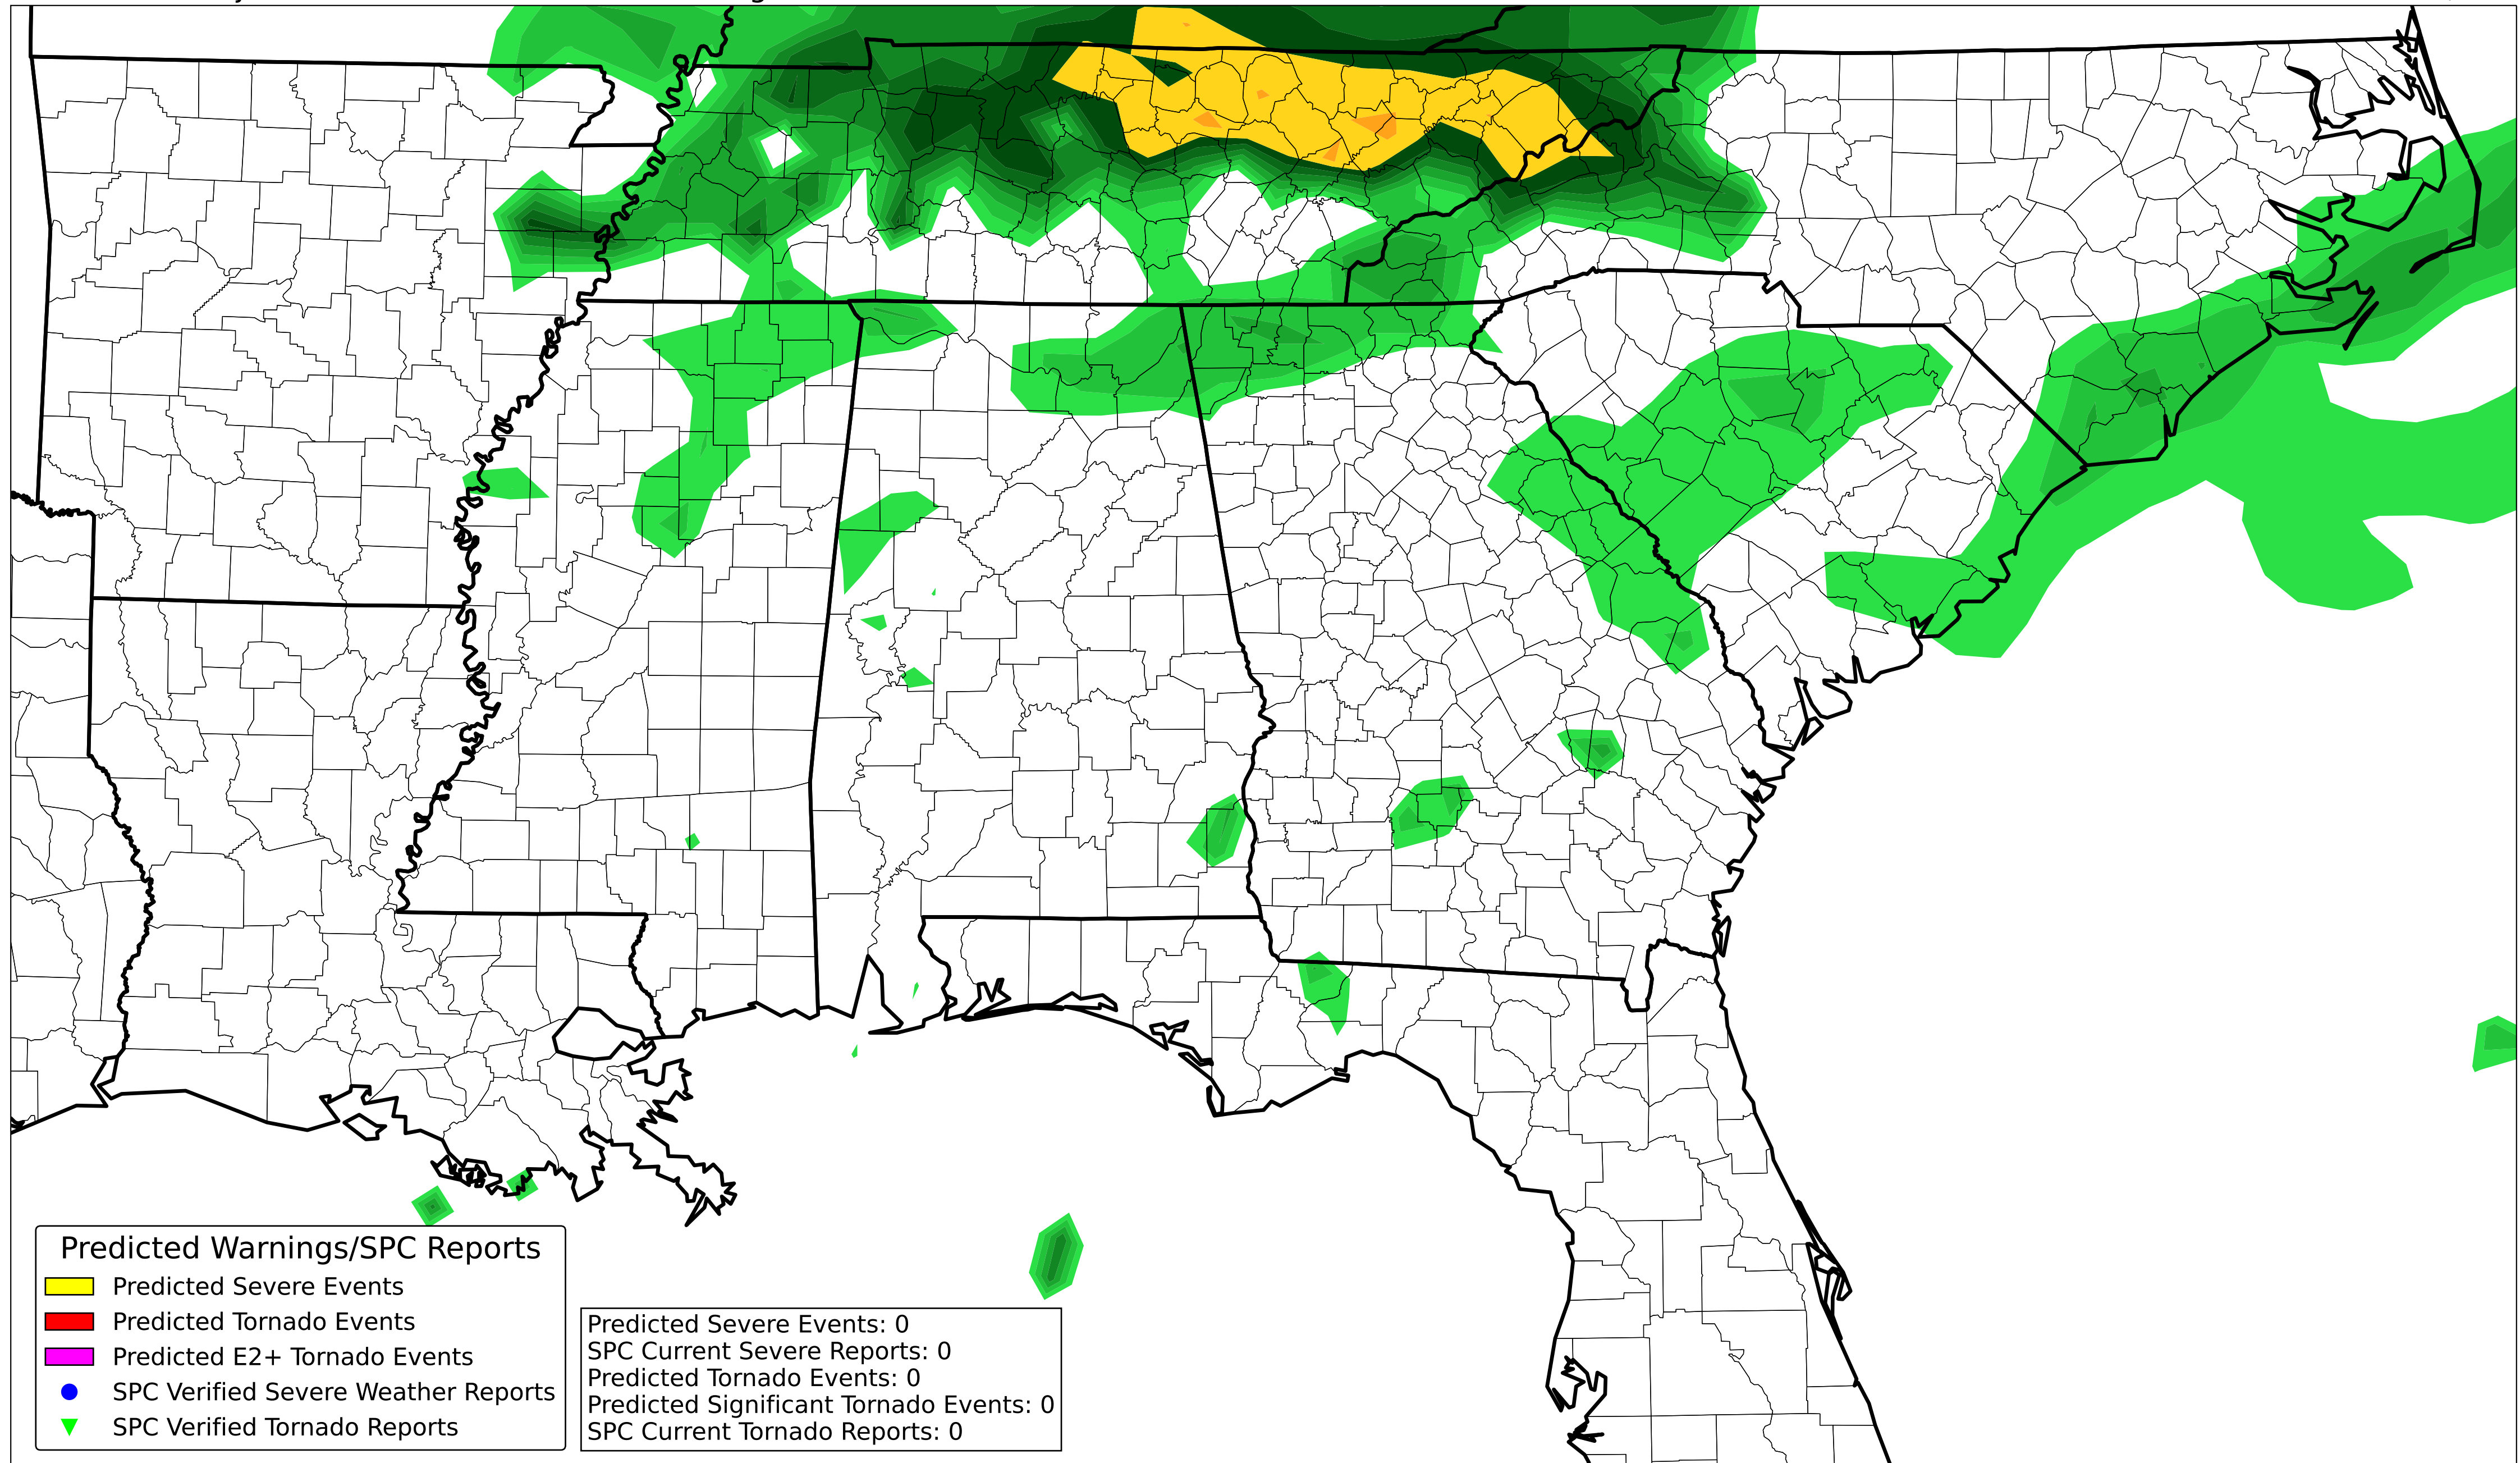 Predicted Warnings/SPC Reports
Predicted Severe Events
Predicted Tornado Events
Predicted E2+ Tornado Events
SPC Verified Severe Weather Reports
SPC Verified Tornado Reports
Predicted Severe Events: 0
SPC Current Severe Reports: 0
Predicted Tornado Events: 0
Predicted Significant Tornado Events: 0
SPC Current Tornado Reports: 0